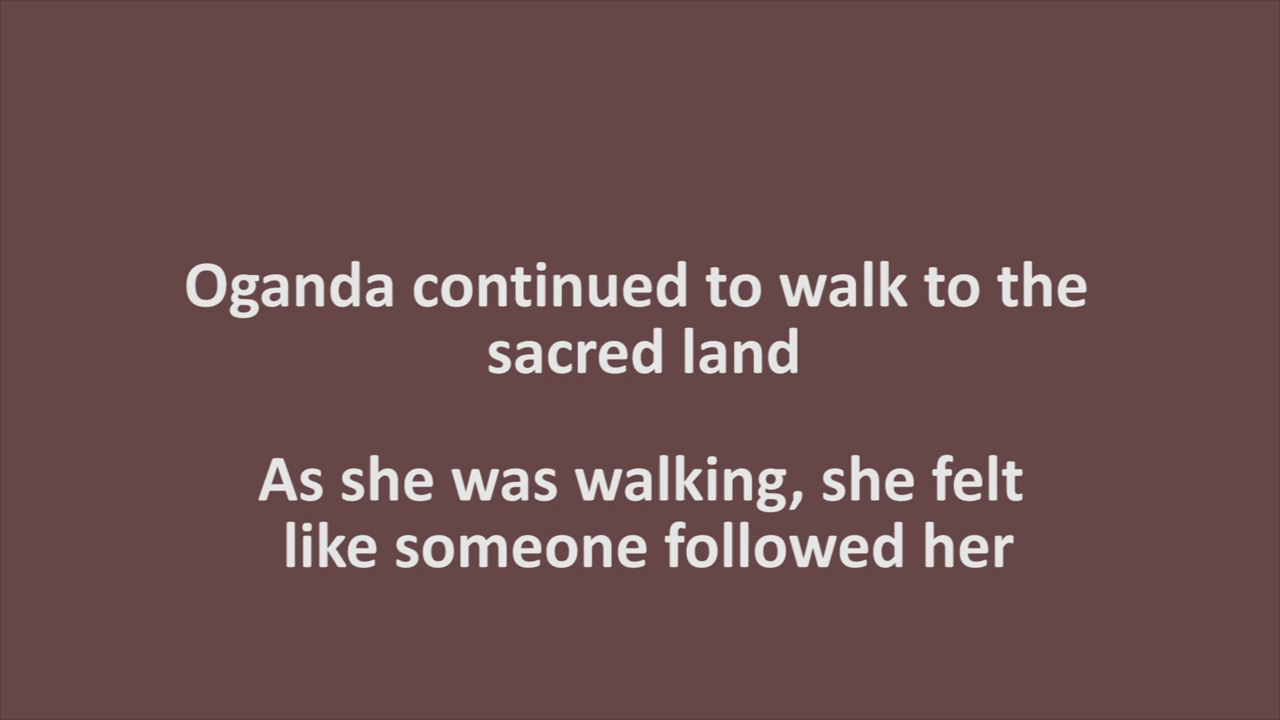 Oganda continued to walk to the
sacred land
As she was walking, she felt
like someone followed her